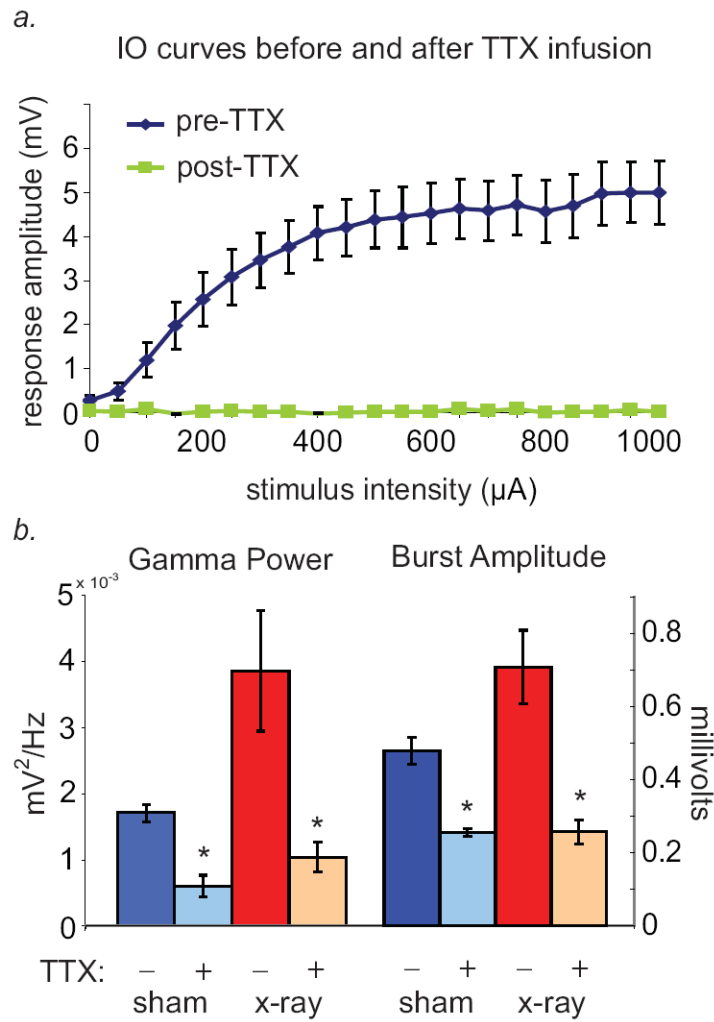 a.
IO curves before and after TTX infusion
response amplitude (mV)
6
5
4
3
2
1
0
pre-TTX
post-TTX
0 200 400 600 800 1000
stimulus intensity (µA)
b.
Gamma Power
Burst Amplitude
x 10⁻³
mV²/Hz
5
4
3
2
1
0
* * * *
0.8
0.6
0.4
0.2
0
millivolts
TTX: – + – + – + – +
sham x-ray sham x-ray